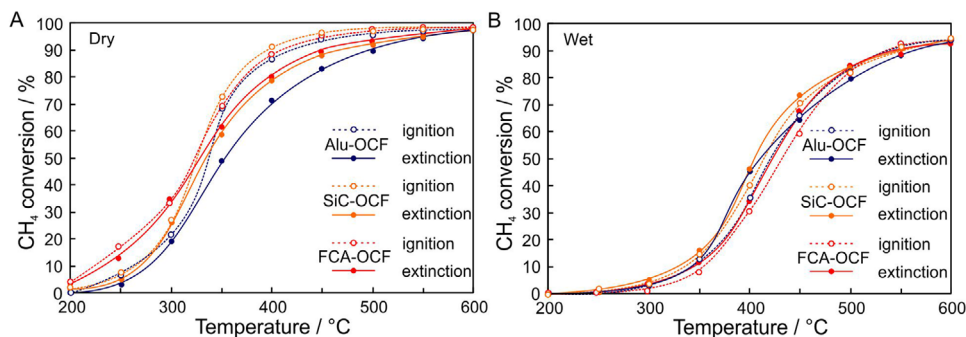 A
Dry
CH4 conversion / %
100
90
80
70
60
50
40
30
20
10
0
200
300
400
500
600
Temperature / °C
ignition
Alu-OCF
extinction
ignition
SiC-OCF
extinction
ignition
FCA-OCF
extinction
B
Wet
CH4 conversion / %
100
90
80
70
60
50
40
30
20
10
0
200
300
400
500
600
Temperature / °C
ignition
Alu-OCF
extinction
ignition
SiC-OCF
extinction
ignition
FCA-OCF
extinction